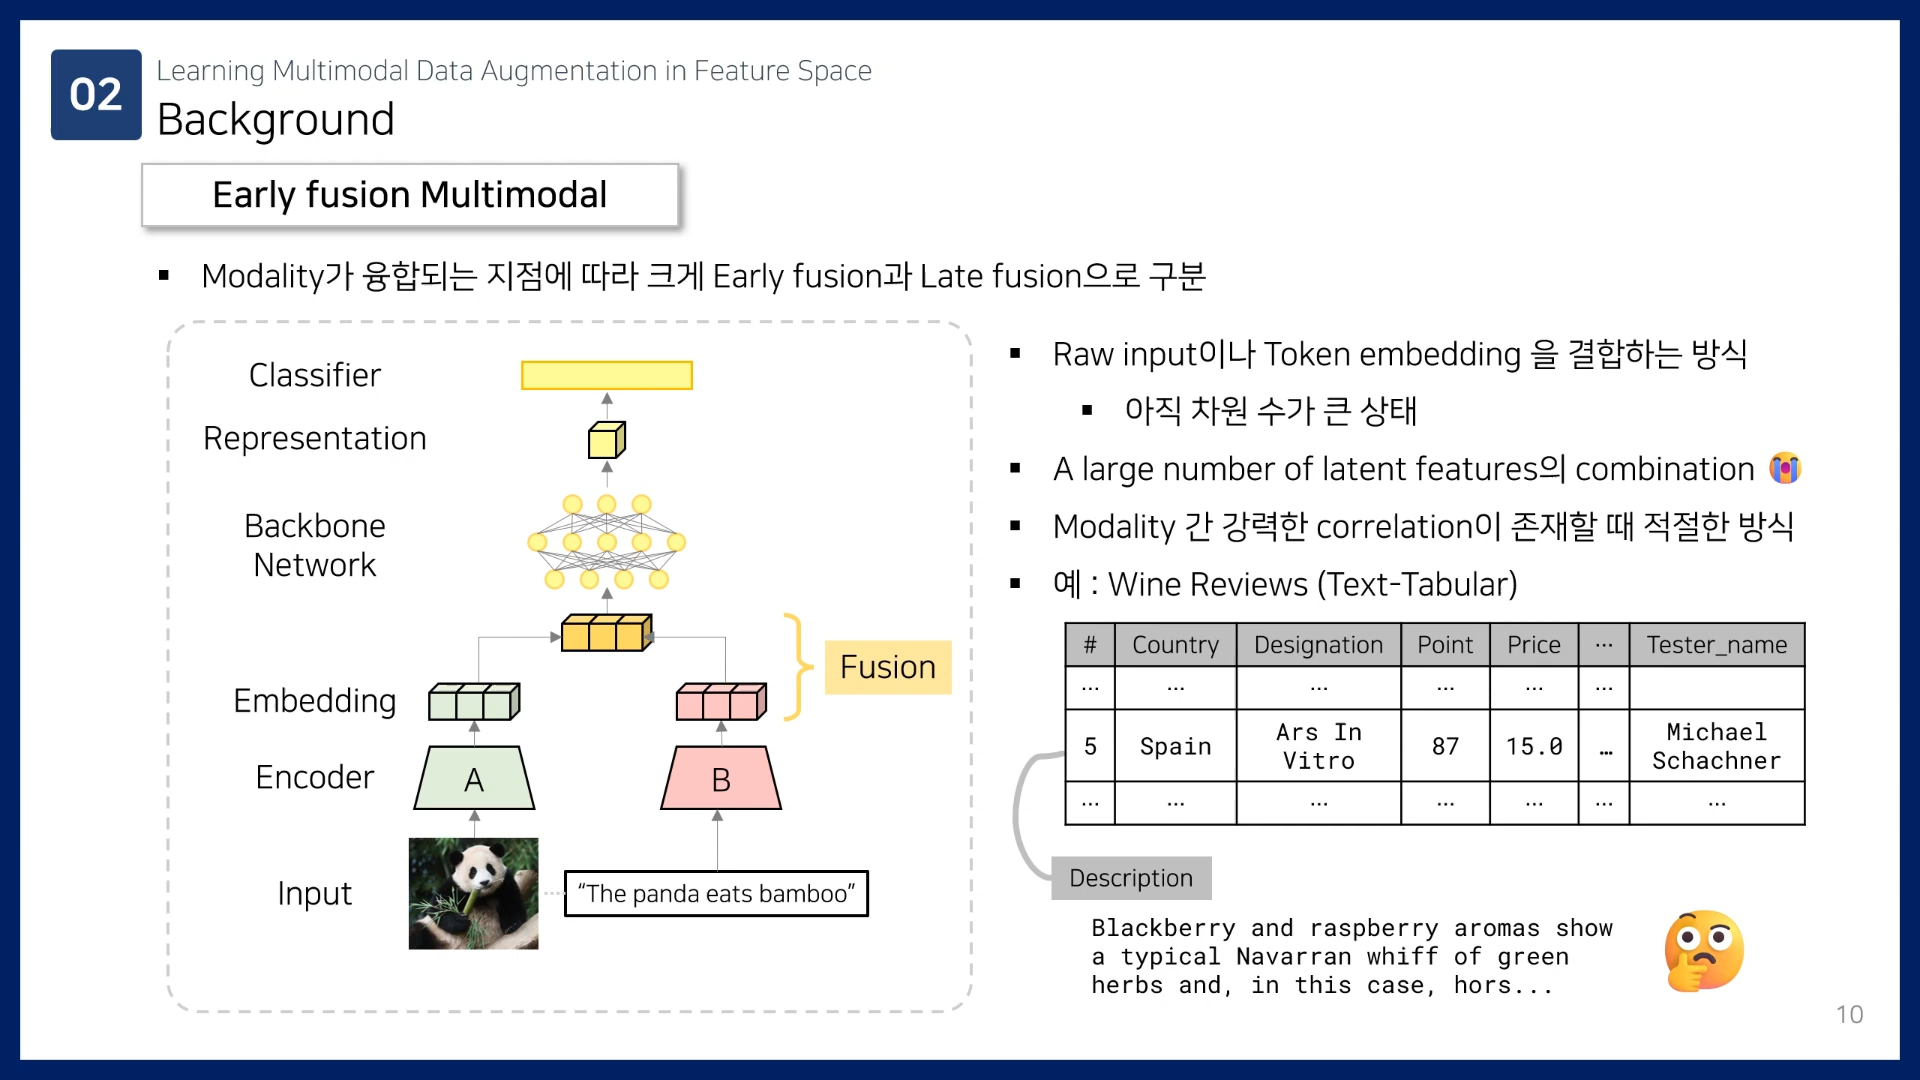 02
Learning Multimodal Data Augmentation in Feature Space
Background
Early fusion Multimodal
▪ Modality가 융합되는 지점에 따라 크게 Early fusion과 Late fusion으로 구분
Classifier
Representation
Backbone
Network
Fusion
Embedding
Encoder
A
B
Input
“The panda eats bamboo”
▪ Raw input이나 Token embedding 을 결합하는 방식
▪ 아직 차원 수가 큰 상태
▪ A large number of latent features의 combination 😭
▪ Modality 간 강력한 correlation이 존재할 때 적절한 방식
▪ 예 : Wine Reviews (Text-Tabular)
# Country Designation Point Price ... Tester_name
... ... ... ... ... ...
5 Spain Ars In Vitro 87 15.0 … Michael Schachner
... ... ... ... ... ... ...
Description
Blackberry and raspberry aromas show
a typical Navarran whiff of green
herbs and, in this case, hors...
10